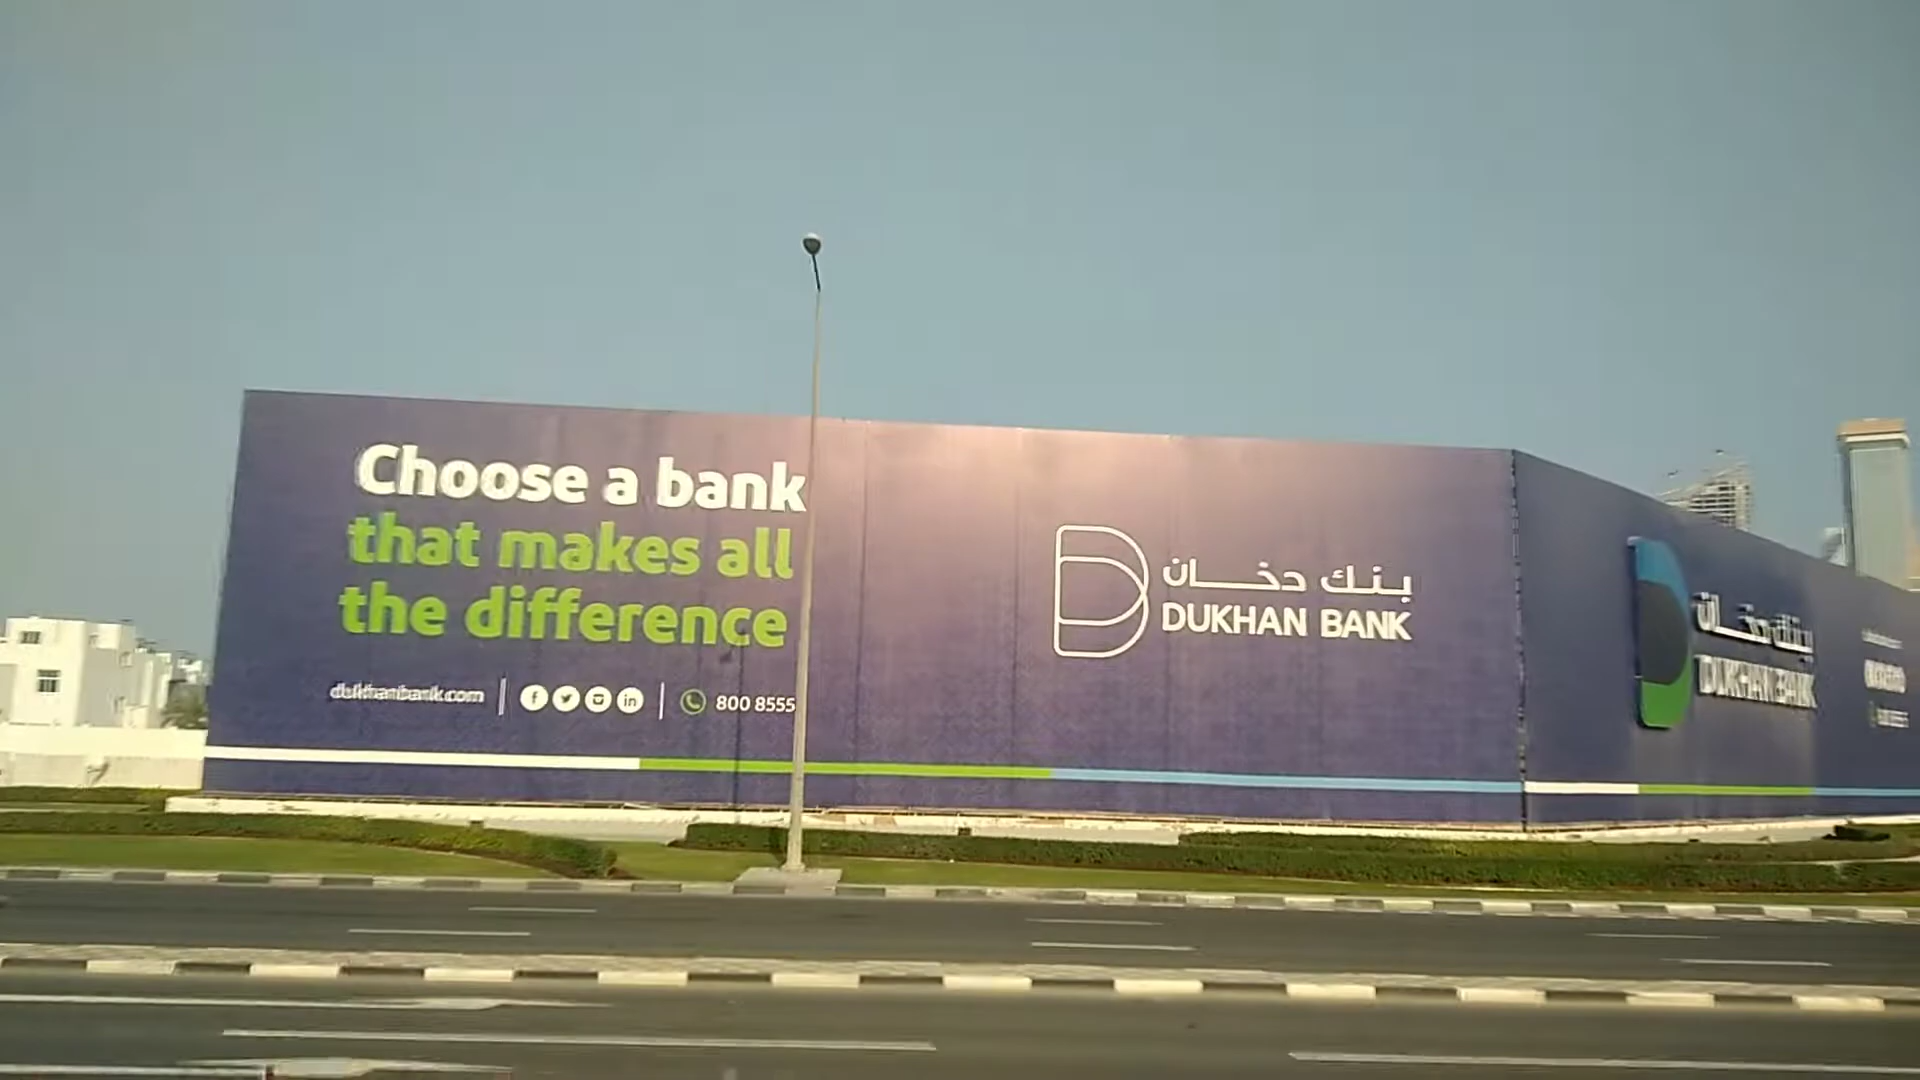 Choose a bank
that makes all
the difference
dukhanbank.com
800 8555
بنك دخان
DUKHAN BANK
بنك دخان
DUKHAN BANK